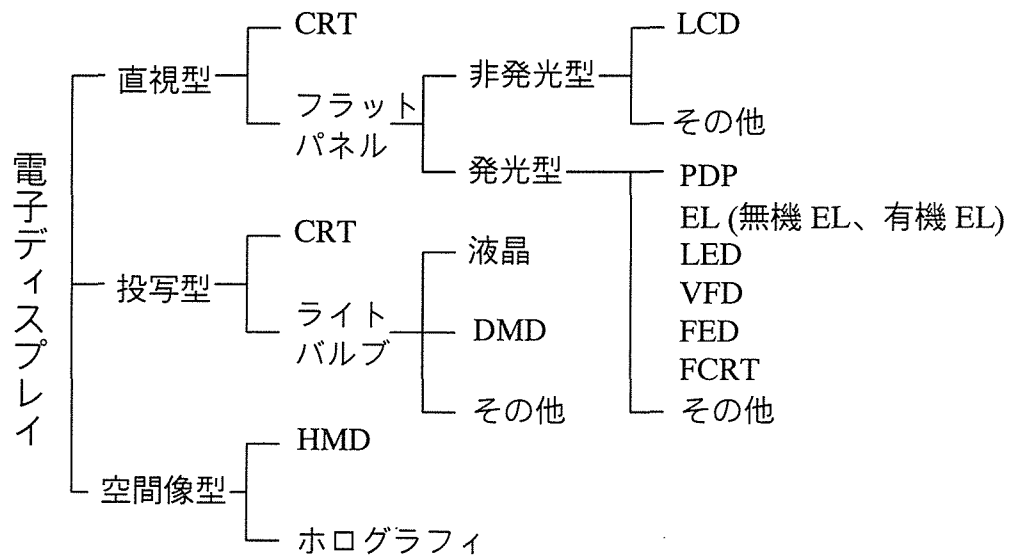 電子ディスプレイ
直視型
CRT
フラット
パネル
非発光型
LCD
その他
発光型
PDP
EL (無機 EL、有機 EL)
LED
VFD
FED
FCRT
その他
投写型
CRT
ライト
バルブ
液晶
DMD
その他
空間像型
HMD
ホログラフィ